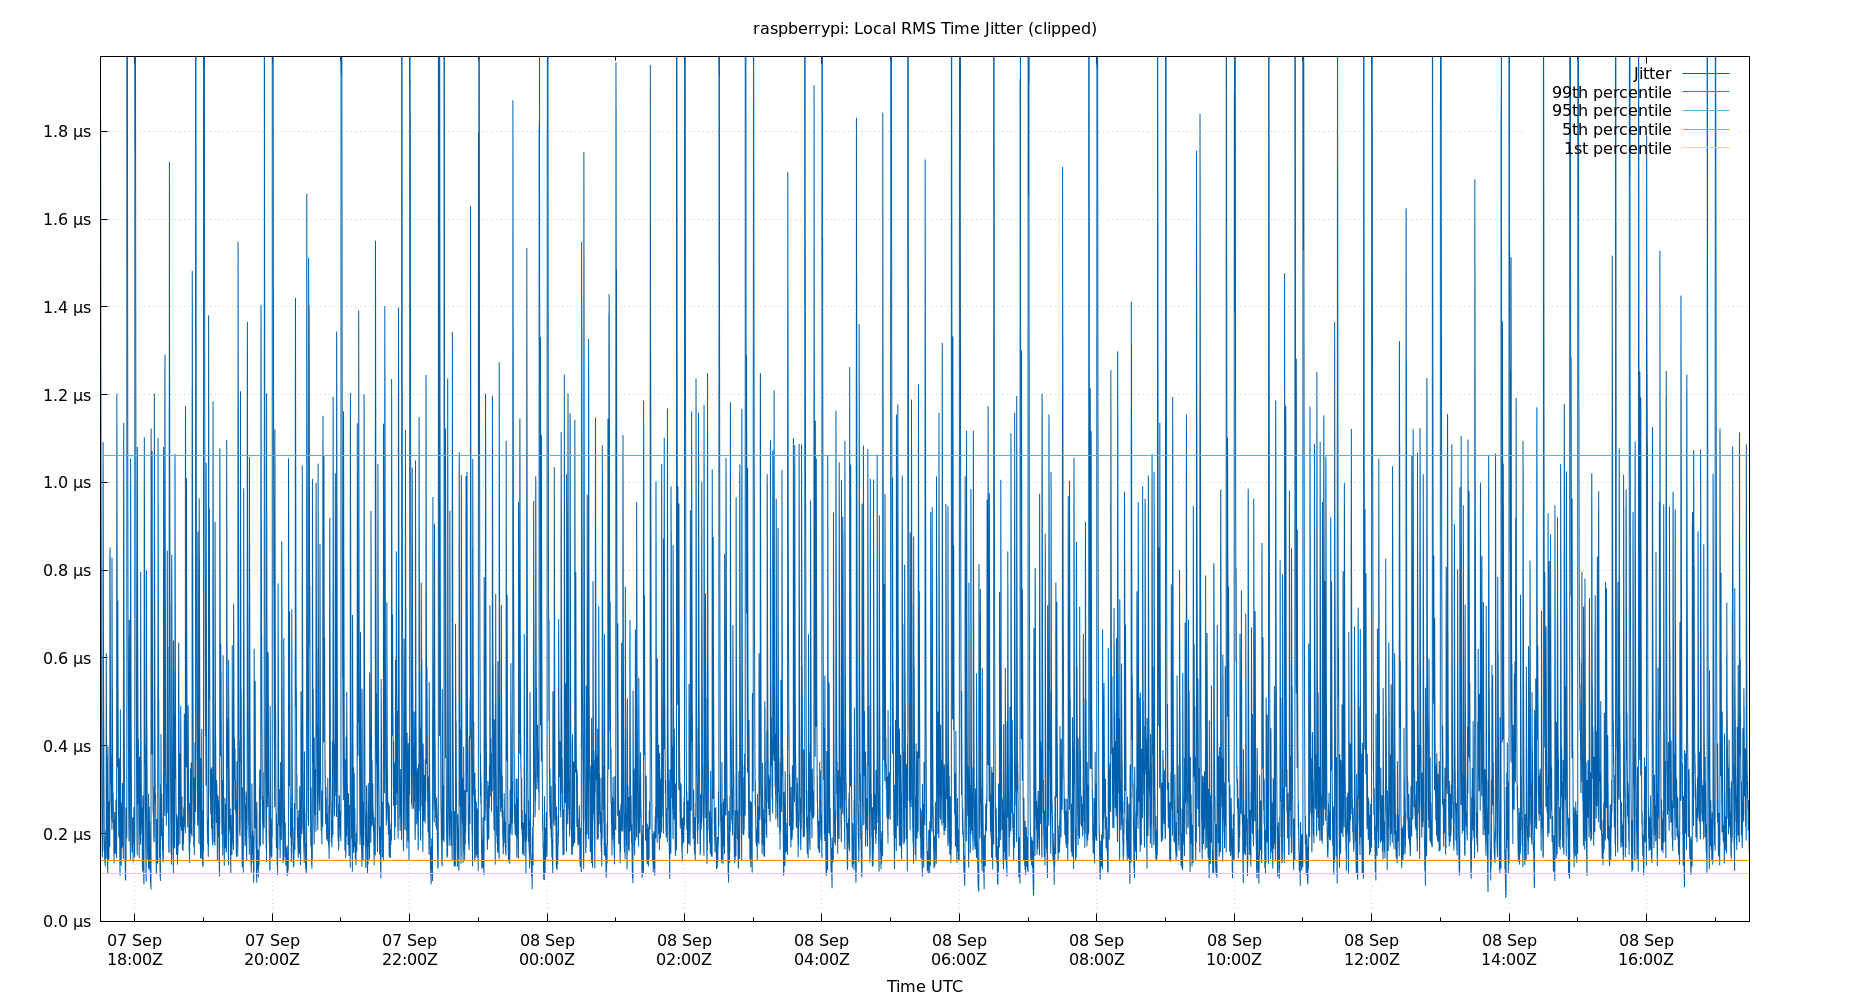 raspberrypi: Local RMS Time Jitter (clipped)
Jitter
99th percentile
95th percentile
5th percentile
1st percentile
1.8 µs
1.6 µs
1.4 µs
1.2 µs
1.0 µs
0.8 µs
0.6 µs
0.4 µs
0.2 µs
0.0 µs
07 Sep 07 Sep 07 Sep 08 Sep 08 Sep 08 Sep 08 Sep 08 Sep 08 Sep 08 Sep 08 Sep 08 Sep
18:00Z 20:00Z 22:00Z 00:00Z 02:00Z 04:00Z 06:00Z 08:00Z 10:00Z 12:00Z 14:00Z 16:00Z
Time UTC